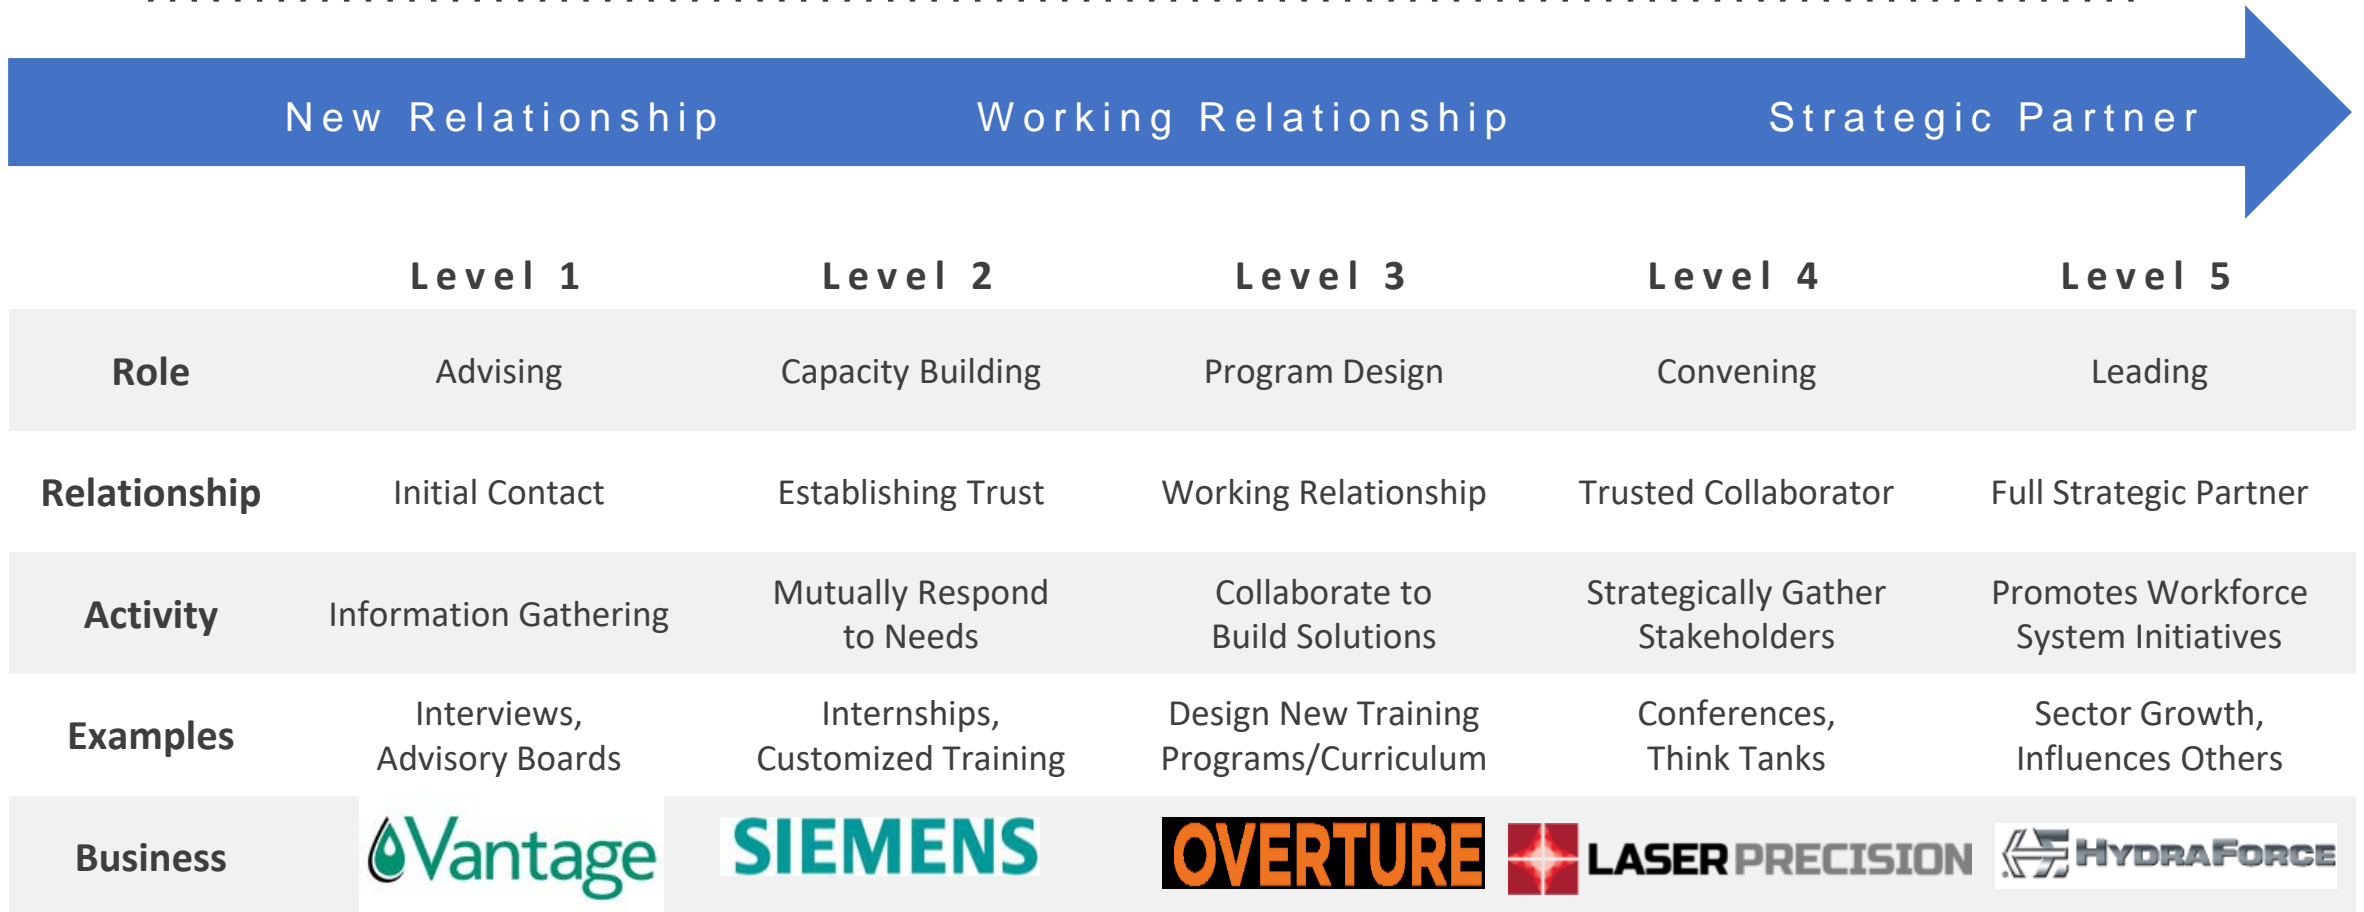 New Relationship Working Relationship Strategic Partner
Level 1 Level 2 Level 3 Level 4 Level 5
Role Advising Capacity Building Program Design Convening Leading
Relationship Initial Contact Establishing Trust Working Relationship Trusted Collaborator Full Strategic Partner
Activity Information Gathering Mutually Respond to Needs Collaborate to Build Solutions Strategically Gather Stakeholders Promotes Workforce System Initiatives
Examples Interviews, Advisory Boards Internships, Customized Training Design New Training Programs/Curriculum Conferences, Think Tanks Sector Growth, Influences Others
Business Vantage SIEMENS OVERTURE LASER PRECISION HYDRAFORCE